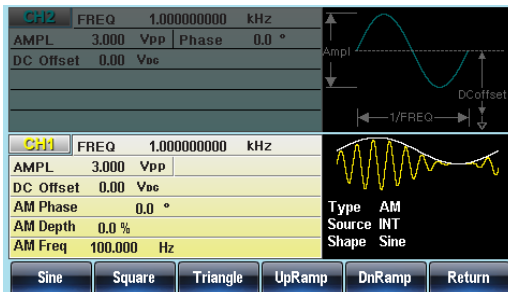 CH2 FREQ 1.000000000 kHz
AMPL 3.000 Vpp Phase 0.0 °
DC Offset 0.00 VDC
Ampl
DCoffset
1/FREQ
CH1 FREQ 1.000000000 kHz
AMPL 3.000 Vpp
DC Offset 0.00 VDC
AM Phase 0.0 °
AM Depth 0.0 %
AM Freq 100.000 Hz
Type AM
Source INT
Shape Sine
Sine Square Triangle UpRamp DnRamp Return